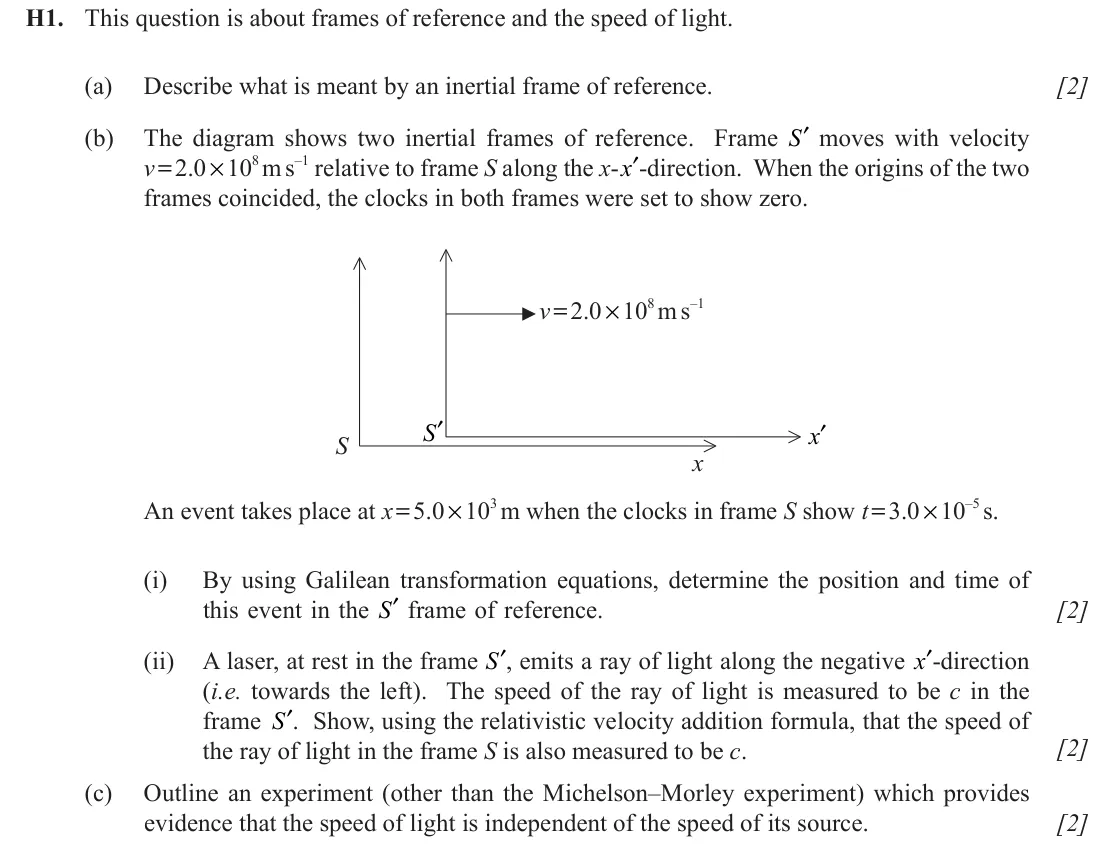 H1. This question is about frames of reference and the speed of light.
(a) Describe what is meant by an inertial frame of reference. [2]
(b) The diagram shows two inertial frames of reference. Frame S′ moves with velocity
v=2.0×10⁸ m s⁻¹ relative to frame S along the x-x′-direction. When the origins of the two
frames coincided, the clocks in both frames were set to show zero.
v=2.0×10⁸ m s⁻¹
S
S′
x′
x
An event takes place at x=5.0×10³ m when the clocks in frame S show t=3.0×10⁻⁵ s.
(i) By using Galilean transformation equations, determine the position and time of
this event in the S′ frame of reference. [2]
(ii) A laser, at rest in the frame S′, emits a ray of light along the negative x′-direction
(i.e. towards the left). The speed of the ray of light is measured to be c in the
frame S′. Show, using the relativistic velocity addition formula, that the speed of
the ray of light in the frame S is also measured to be c. [2]
(c) Outline an experiment (other than the Michelson–Morley experiment) which provides
evidence that the speed of light is independent of the speed of its source. [2]